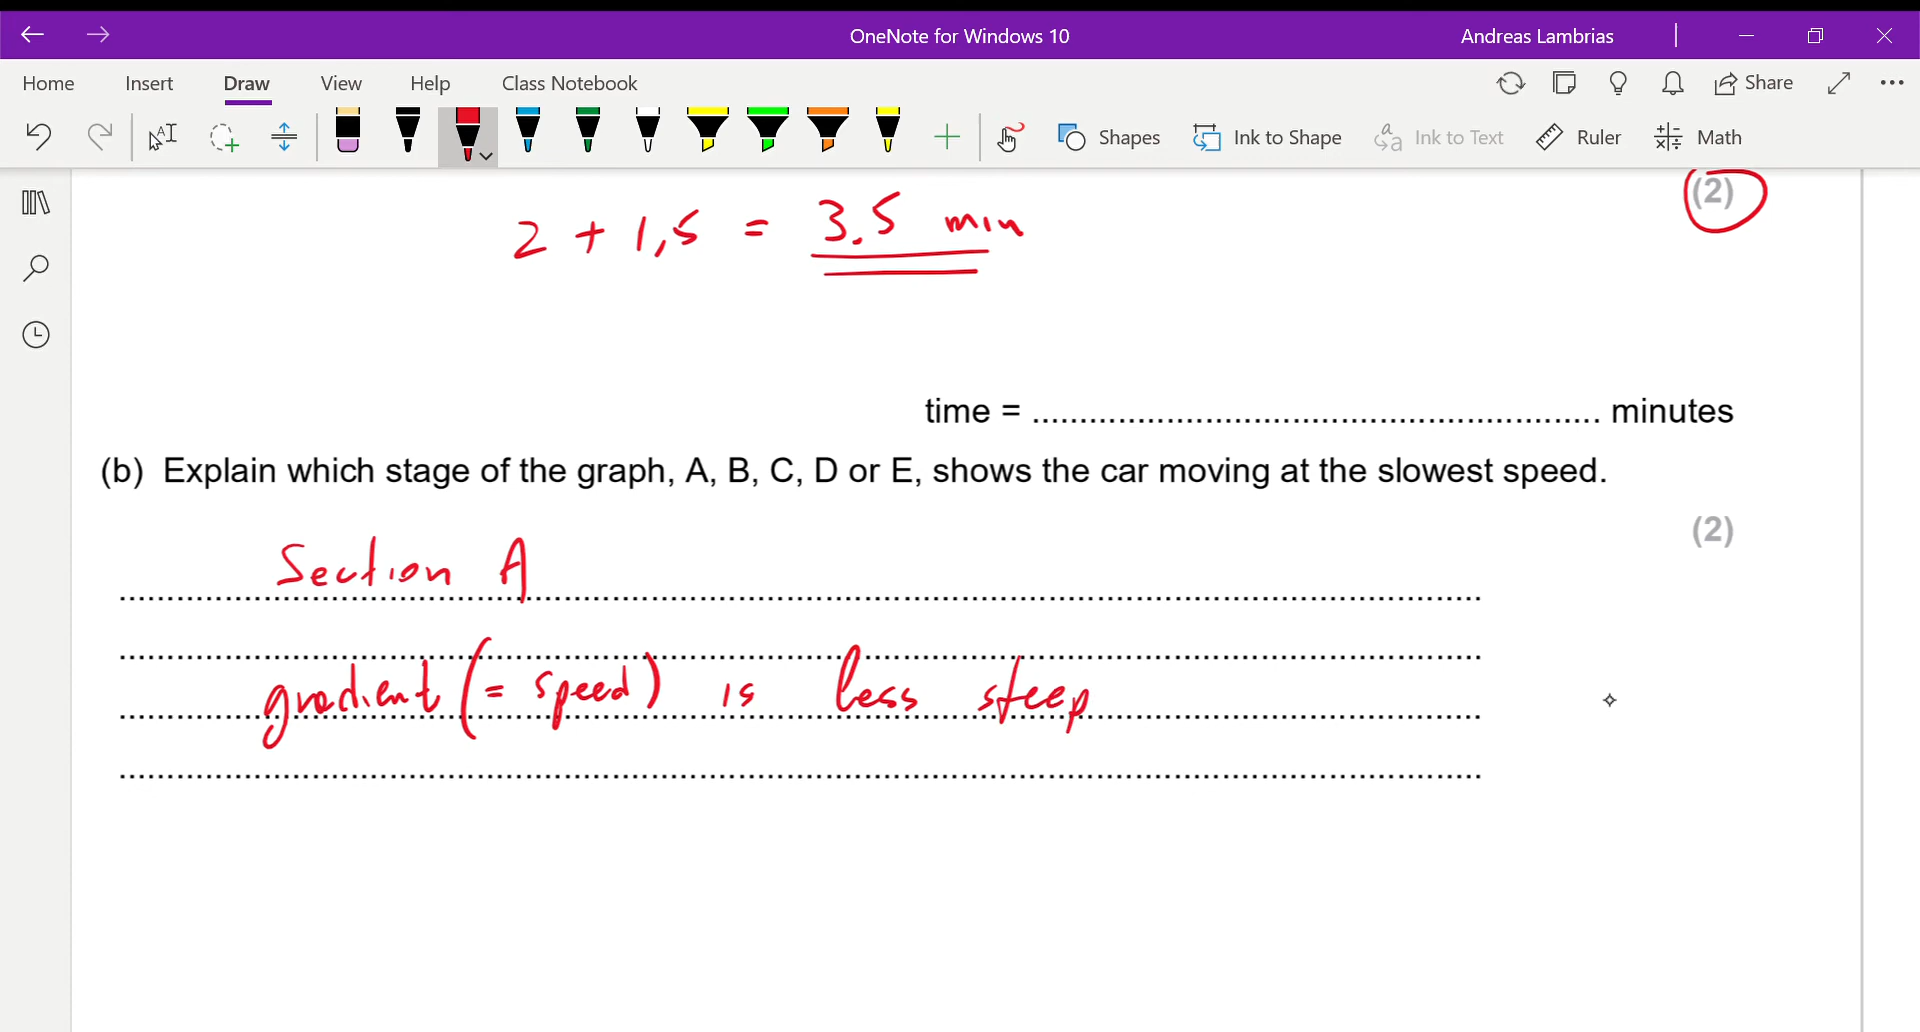 OneNote for Windows 10
Andreas Lambrias
Home Insert Draw View Help Class Notebook
Share
Shapes Ink to Shape Ink to Text Ruler Math
(2)
2 + 1,5 = 3.5 min
time = ........................................................ minutes
(b) Explain which stage of the graph, A, B, C, D or E, shows the car moving at the slowest speed.
(2)
Section A
gradient (= speed) is less steep